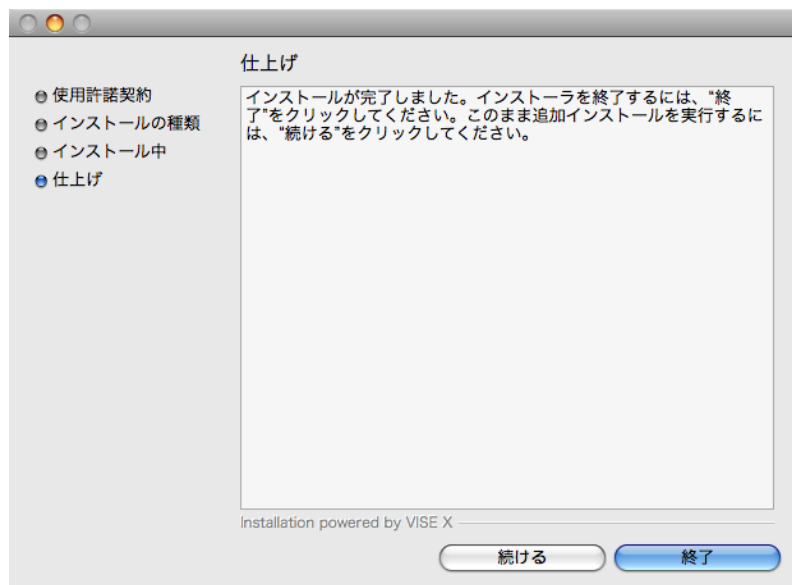 仕上げ
使用許諾契約
インストールの種類
インストール中
仕上げ
インストールが完了しました。インストーラを終了するには、“終
了”をクリックしてください。このまま追加インストールを実行するに
は、“続ける”をクリックしてください。
Installation powered by VISE X
続ける
終了